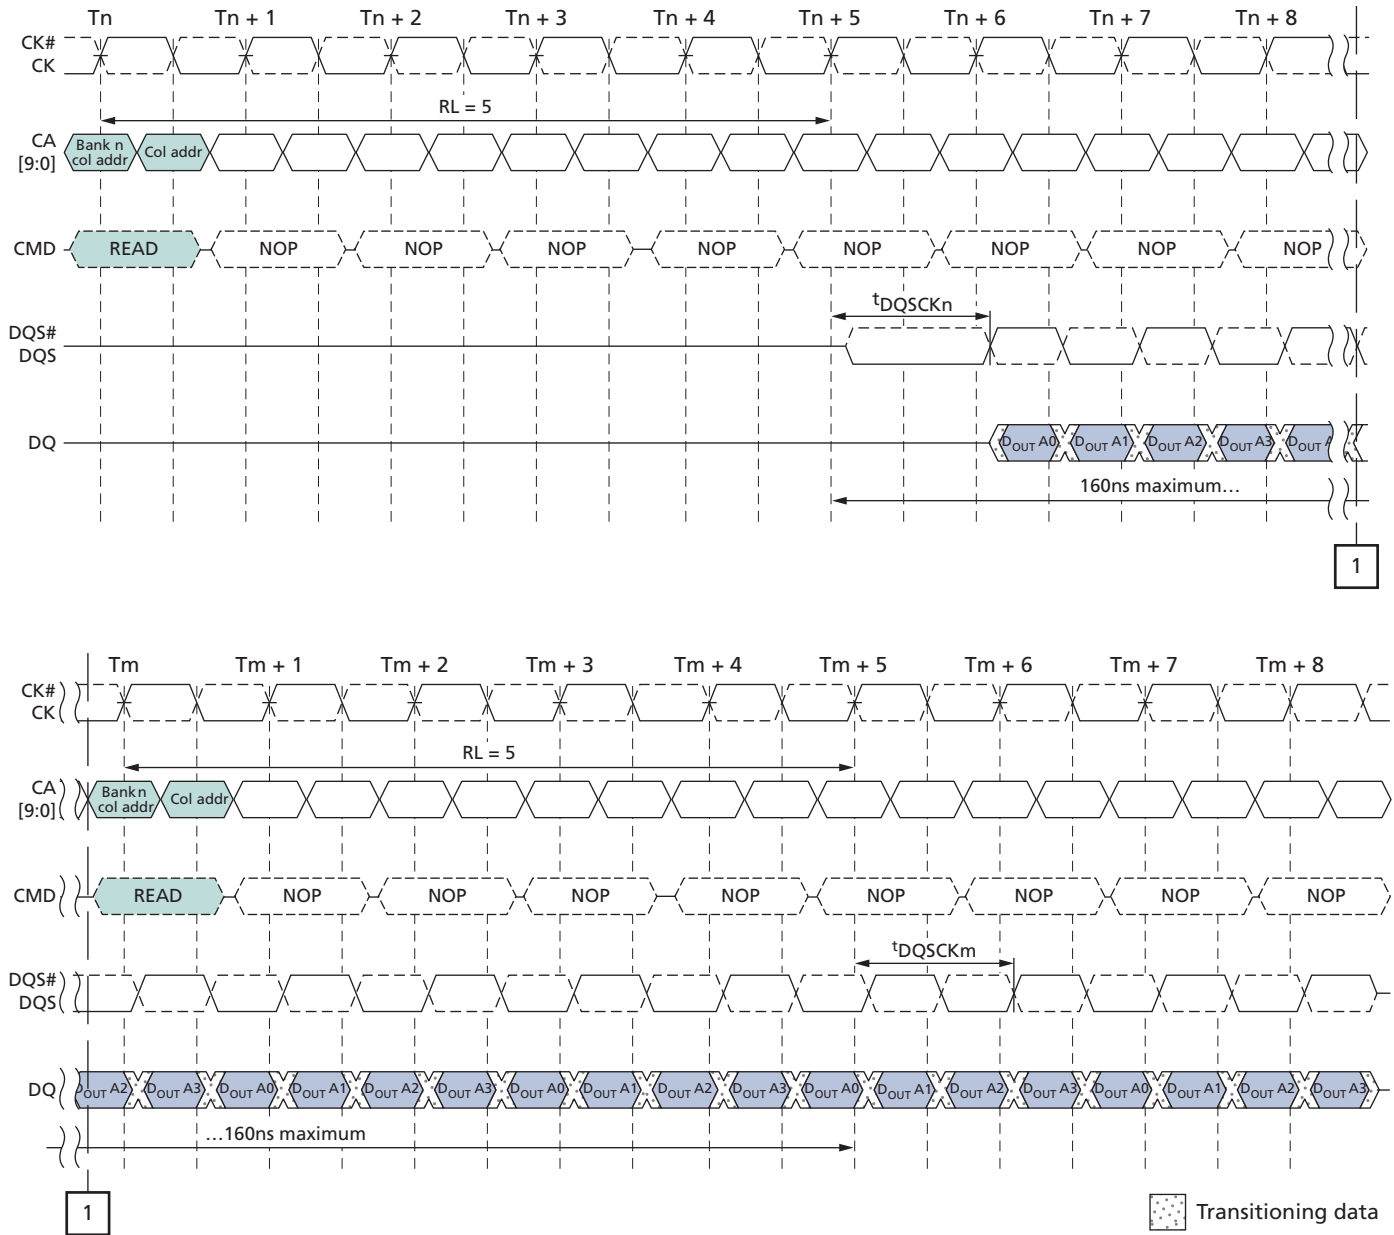 Tn Tn + 1 Tn + 2 Tn + 3 Tn + 4 Tn + 5 Tn + 6 Tn + 7 Tn + 8
CK#
CK
RL = 5
CA
[9:0]
Bank n
col addr
Col addr
CMD READ NOP NOP NOP NOP NOP NOP NOP NOP
tDQSCKn
DQS#
DQS
DQ DOUT A0 DOUT A1 DOUT A2 DOUT A3 DOUT
160ns maximum…
1
Tm Tm + 1 Tm + 2 Tm + 3 Tm + 4 Tm + 5 Tm + 6 Tm + 7 Tm + 8
CK#
CK
RL = 5
CA
[9:0]
Bank n
col addr
Col addr
CMD READ NOP NOP NOP NOP NOP NOP NOP NOP
tDQSCKm
DQS#
DQS
DQ DOUT A2 DOUT A3 DOUT A0 DOUT A1 DOUT A2 DOUT A3 DOUT A0 DOUT A1 DOUT A2 DOUT A3 DOUT A0 DOUT A1 DOUT A2 DOUT A3 DOUT A0 DOUT A1 DOUT A2 DOUT A3
…160ns maximum
1
Transitioning data